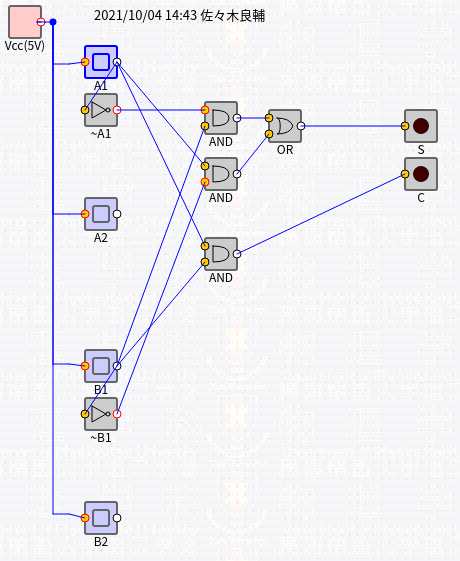 2021/10/04 14:43 佐々木良輔
Vcc(5V)
A1
~A1
AND
OR
S
AND
C
A2
AND
B1
~B1
B2